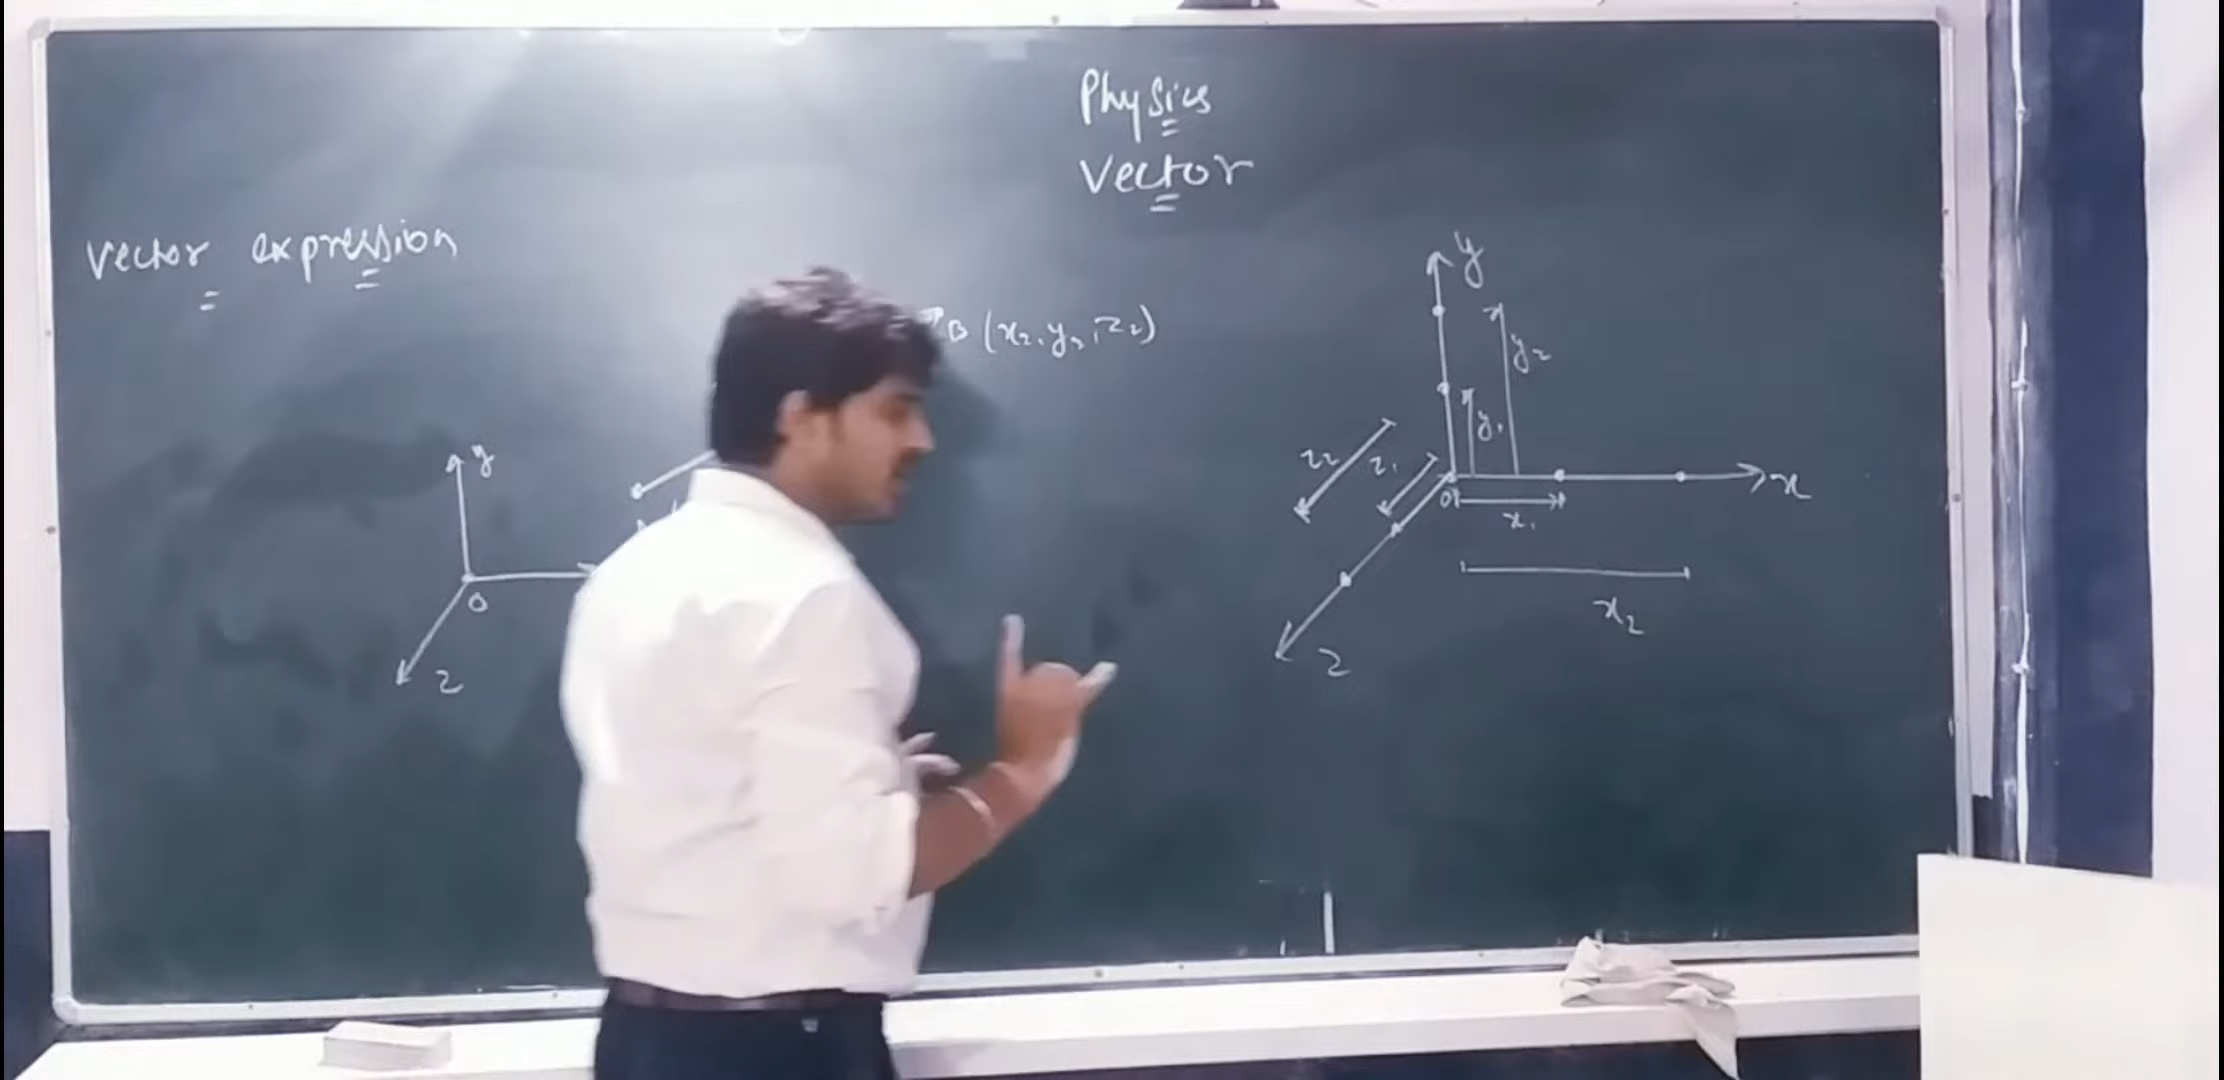 Physics
Vector
Vector expression
B (x₂, y₂, z₂)
y
O
z
y
y₂
y₁
z₂
z₁
O
x
x₁
x₂
z